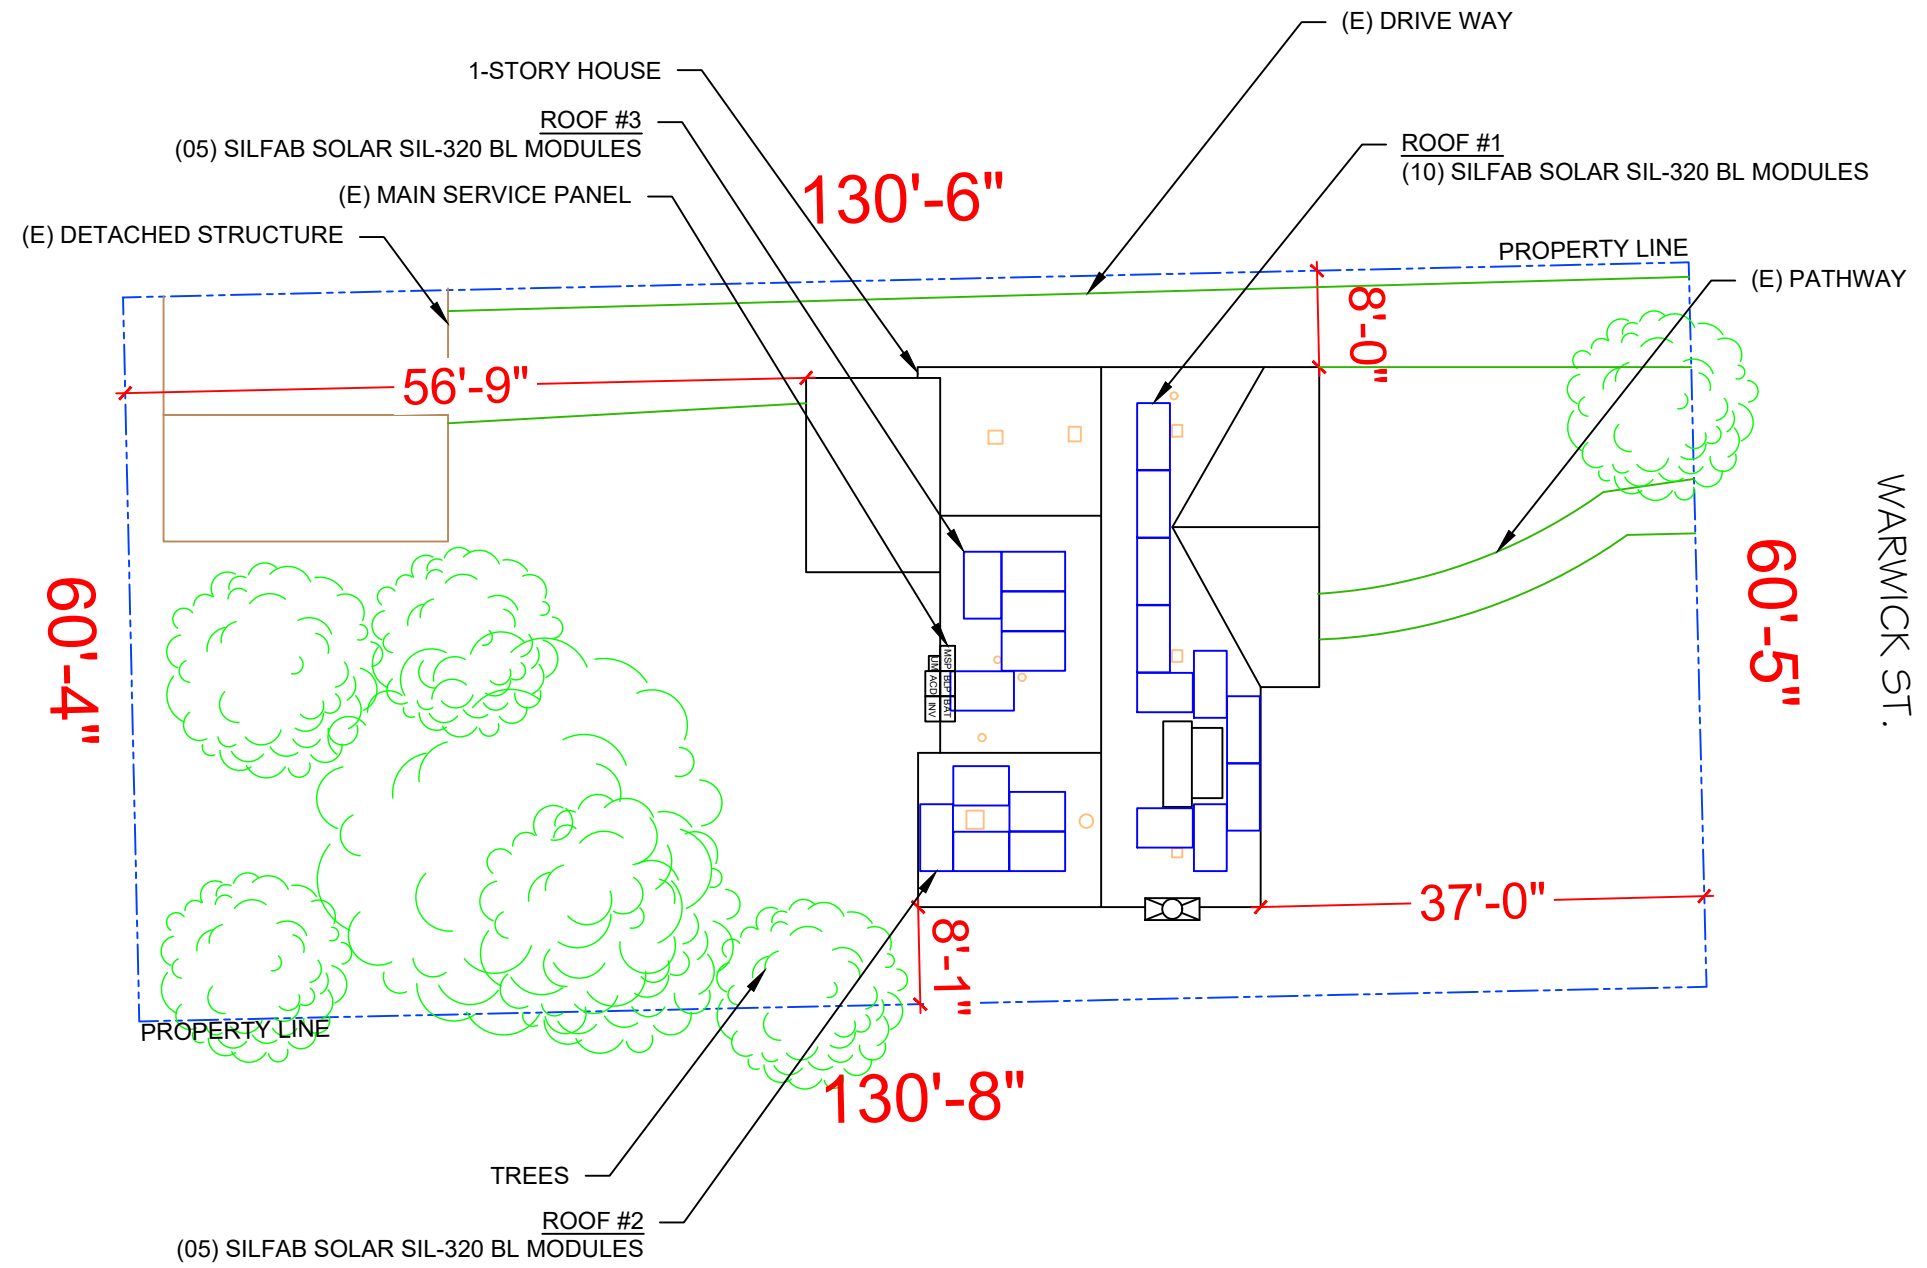 (E) DRIVE WAY
1-STORY HOUSE
ROOF #3
(05) SILFAB SOLAR SIL-320 BL MODULES
ROOF #1
(10) SILFAB SOLAR SIL-320 BL MODULES
(E) MAIN SERVICE PANEL
130'-6"
(E) DETACHED STRUCTURE
PROPERTY LINE
(E) PATHWAY
8'-0"
56'-9"
WARWICK ST.
60'-4"
60'-5"
MSP
UM
BLP
ACD
BAT
INV
37'-0"
8'-1"
PROPERTY LINE
130'-8"
TREES
ROOF #2
(05) SILFAB SOLAR SIL-320 BL MODULES